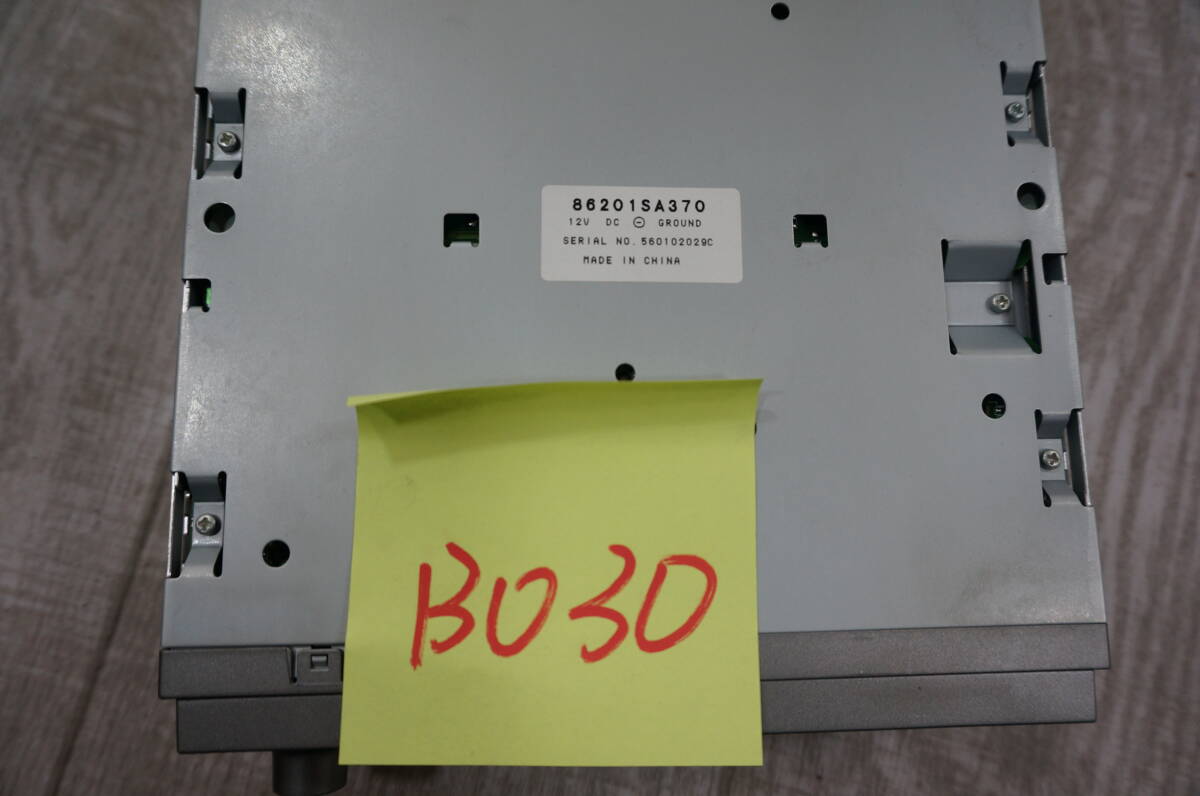 86201SA370
12V DC ⊖ GROUND
SERIAL NO. 560102029C
MADE IN CHINA
B030